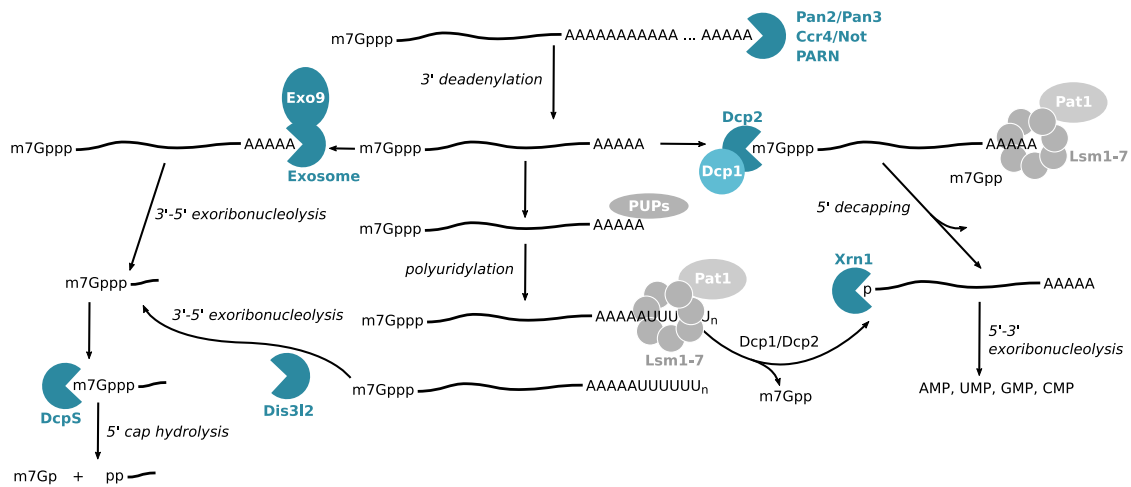 m7Gppp
AAAAAAAAAAA ... AAAAA
Pan2/Pan3
Ccr4/Not
PARN
3' deadenylation
Exo9
m7Gppp
AAAAA
Exosome
m7Gppp
AAAAA
Dcp2
Dcp1
m7Gppp
AAAAA
Pat1
Lsm1-7
m7Gpp
3'-5' exoribonucleolysis
PUPs
m7Gppp
AAAAA
5' decapping
polyuridylation
m7Gppp
Xrn1
p
AAAAA
Pat1
m7Gppp
AAAAAUUU U
n
Lsm1-7
3'-5' exoribonucleolysis
Dcp1/Dcp2
5'-3'
exoribonucleolysis
m7Gppp
DcpS
Dis3l2
m7Gppp
AAAAAUUUUUU
n
m7Gpp
AMP, UMP, GMP, CMP
5' cap hydrolysis
m7Gp + pp